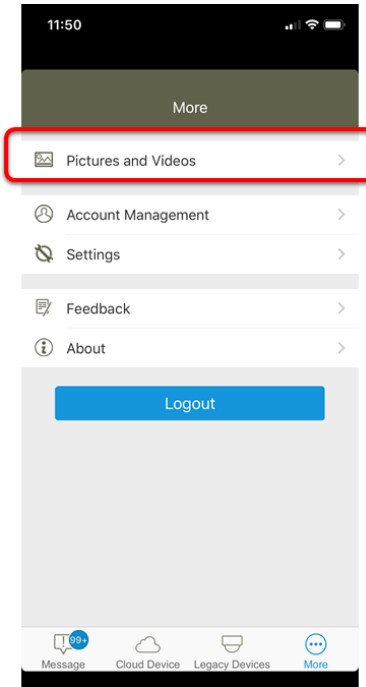 11:50
More
Pictures and Videos
Account Management
Settings
Feedback
About
Logout
99+
Message Cloud Device Legacy Devices More